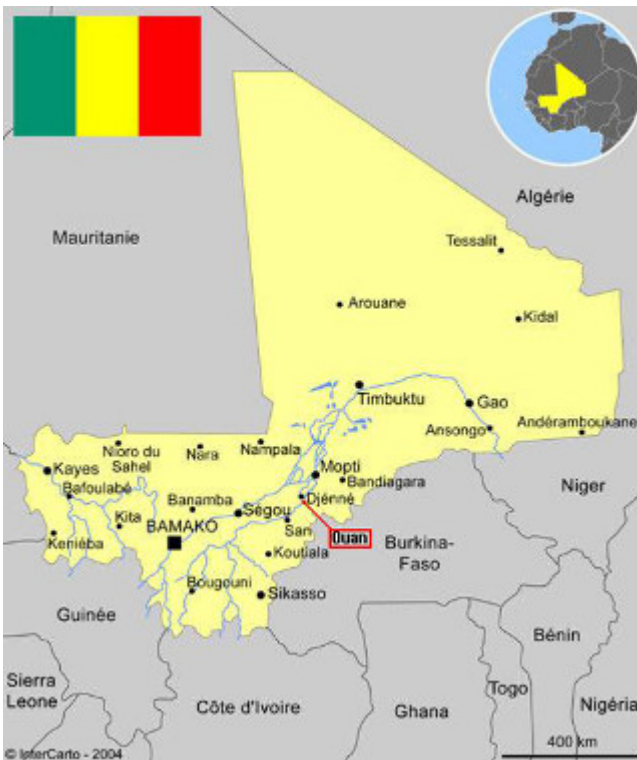 Algérie
Mauritanie
Tessalit
Arouane
Kidal
Timbuktu
Gao
Ansongo
Andéramboukane
Nioro du
Sahel
Nara
Nampala
Mopti
Kayes
Bandiagara
Bafoulabé
Niger
Banamba
Djénné
Kita
BAMAKO
Ségou
San
Ouan
Burkina-
Faso
Keniéba
Koutiala
Bougouni
Sikasso
Guinée
Bénin
Sierra
Leone
Côte d'Ivoire
Ghana
Togo
Nigéria
400 km
© InterCarto - 2004